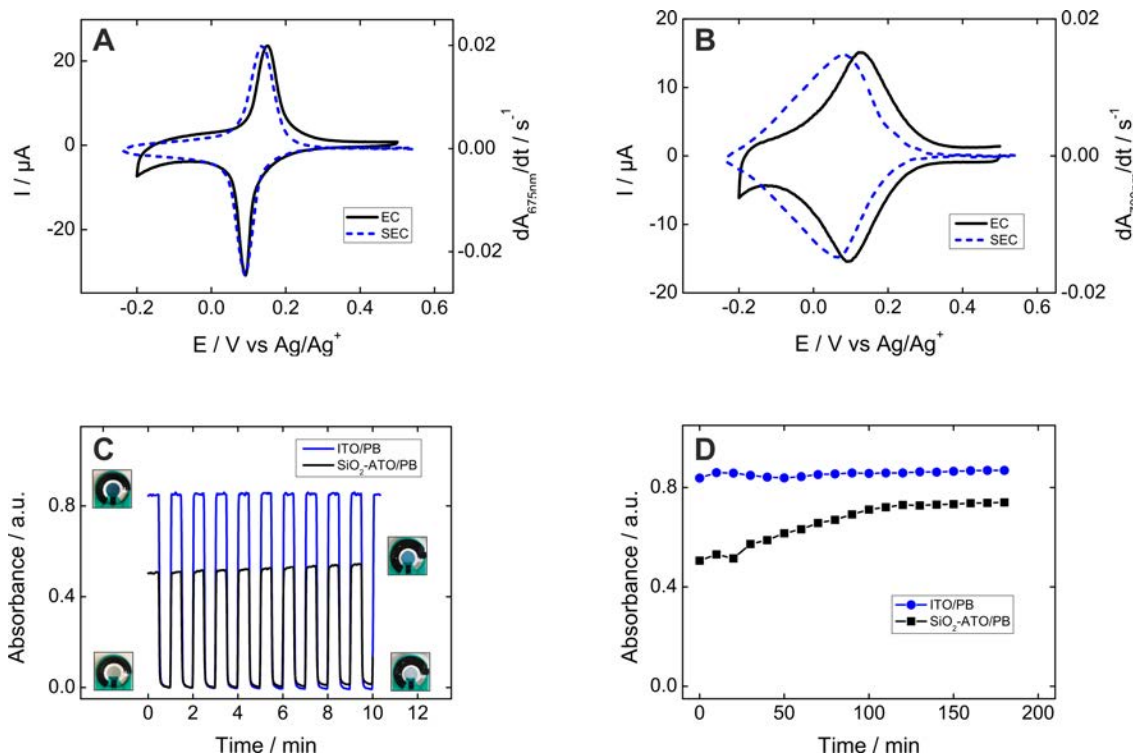 A
20
0
-20
I / µA
0.02
0.00
-0.02
dA675nm/dt / s-1
EC
SEC
-0.2 0.0 0.2 0.4 0.6
E / V vs Ag/Ag+
B
20
10
0
-10
-20
I / µA
0.02
0.00
-0.02
/dt / s-1
EC
SEC
-0.2 0.0 0.2 0.4 0.6
E / V vs Ag/Ag+
C
ITO/PB
SiO2-ATO/PB
0.8
0.4
0.0
Absorbance / a.u.
0 2 4 6 8 10 12
Time / min
D
0.8
0.4
0.0
Absorbance / a.u.
ITO/PB
SiO2-ATO/PB
0 50 100 150 200
Time / min